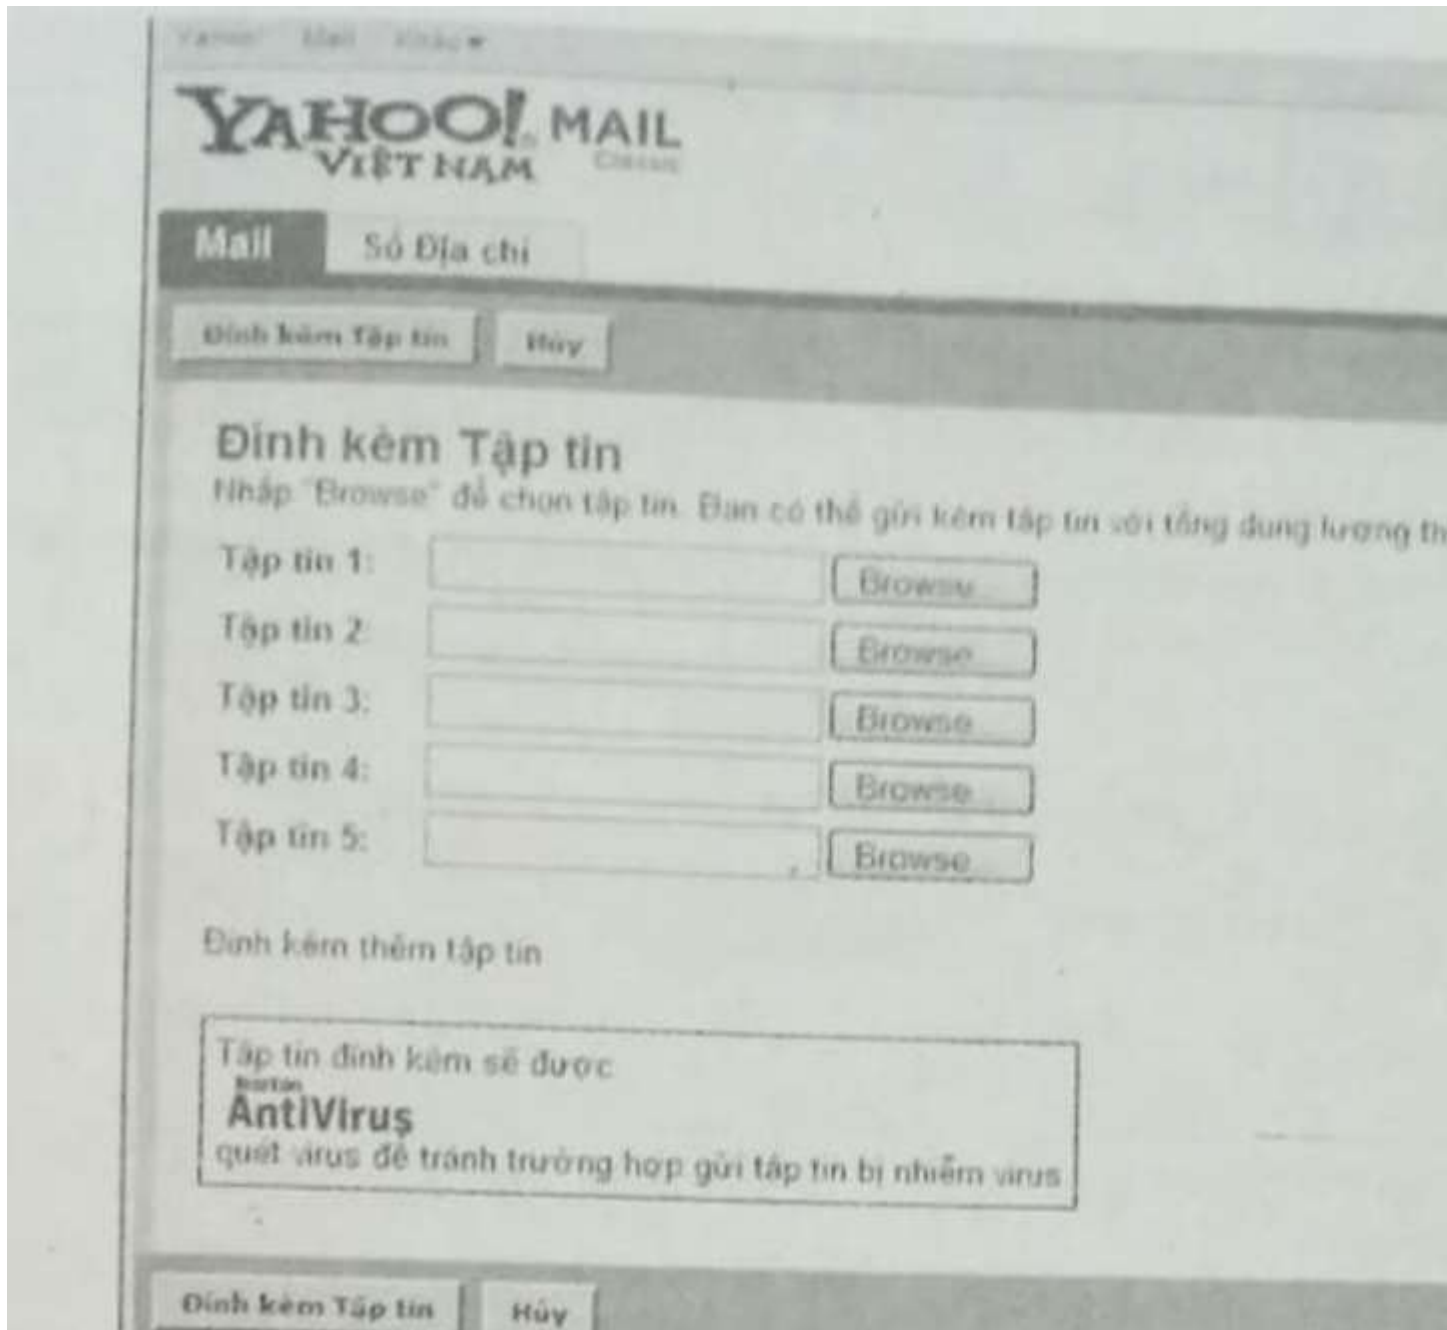 Yahoo! Mail Khác
YAHOO! MAIL
VIỆT NAM Classic
Mail Sổ Địa chỉ
Đính kèm Tập tin Hủy
Đính kèm Tập tin
Nhấp "Browse" để chọn tập tin. Bạn có thể gửi kèm tập tin với tổng dung lượng
Tập tin 1: Browse...
Tập tin 2: Browse...
Tập tin 3: Browse...
Tập tin 4: Browse...
Tập tin 5: Browse...
Đính kèm thêm tập tin
Tập tin đính kèm sẽ được
Norton
AntiVirus
quét virus để tránh trường hợp gửi tập tin bị nhiễm virus
Đính kèm Tập tin Hủy